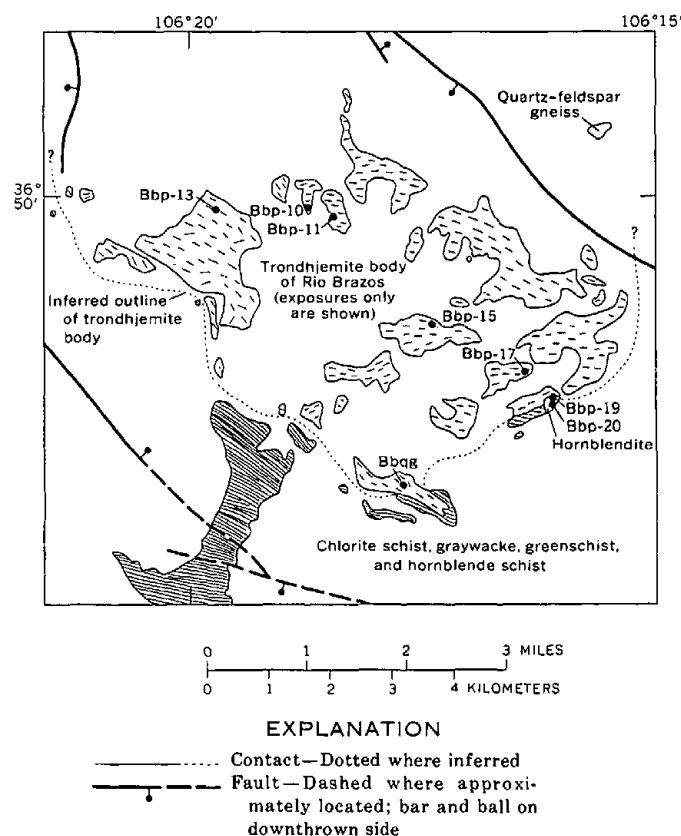 106°20′
106°15′
Quartz-feldspar
gneiss
?
36°
50′
Bbp-13
Bbp-10
Bbp-11
?
Trondhjemite body
of Rio Brazos
(exposures only
are shown)
Inferred outline
of trondhjemite
body
Bbp-15
Bbp-17
Bbp-19
Bbp-20
Hornblendite
Bbqg
Chlorite schist, graywacke, greenschist,
and hornblende schist
0 1 2 3 MILES
0 1 2 3 4 KILOMETERS
EXPLANATION
Contact—Dotted where inferred
Fault—Dashed where approxi-
mately located; bar and ball on
downthrown side